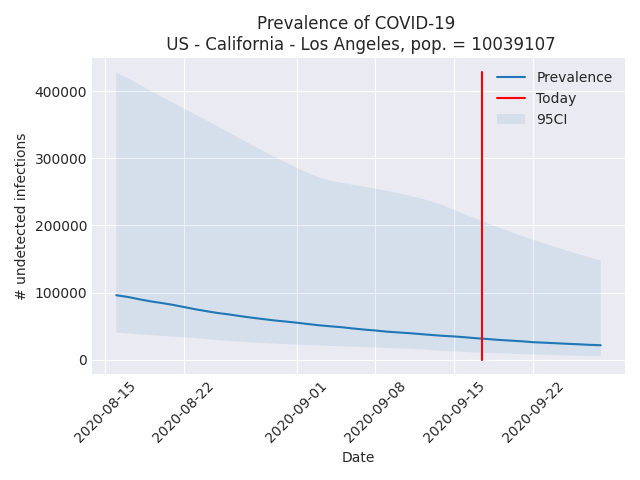 Prevalence of COVID-19
US - California - Los Angeles, pop. = 10039107
Prevalence
Today
95CI
400000
300000
200000
100000
0
# undetected infections
2020-08-15
2020-08-22
2020-09-01
2020-09-08
2020-09-15
2020-09-22
Date